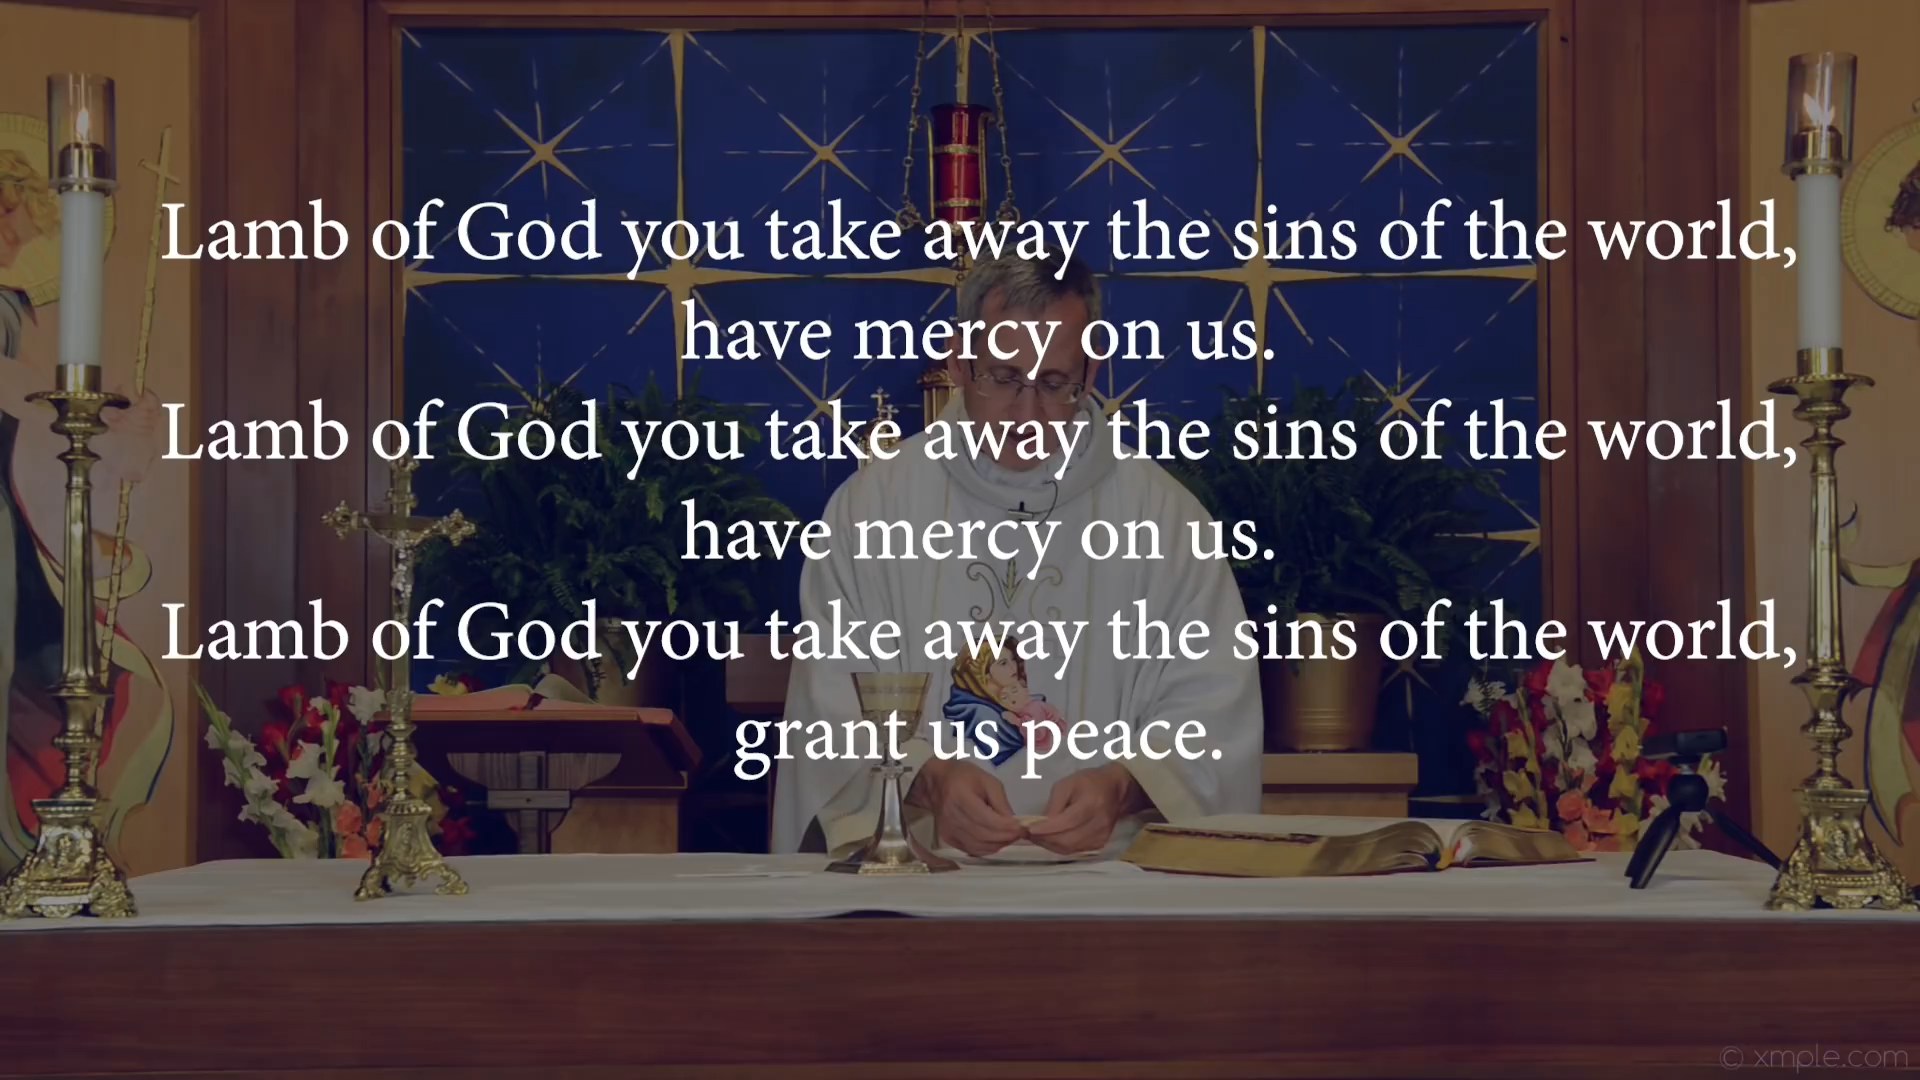 Lamb of God you take away the sins of the world,
have mercy on us.
Lamb of God you take away the sins of the world,
have mercy on us.
Lamb of God you take away the sins of the world,
grant us peace.
© xmple.com